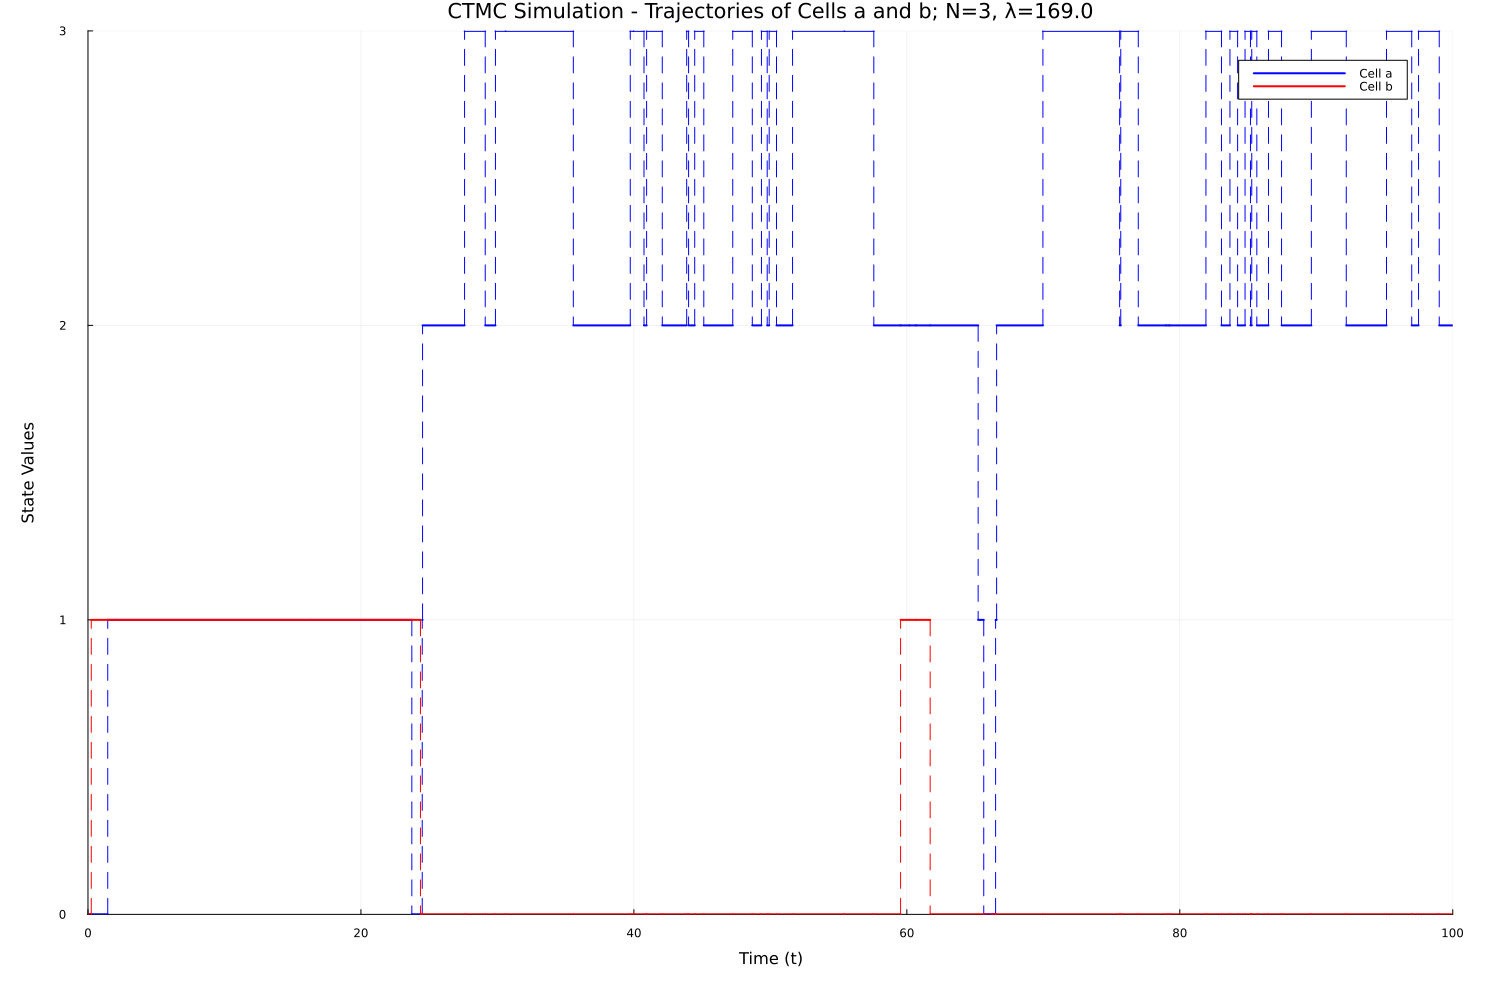 CTMC Simulation - Trajectories of Cells a and b; N=3, λ=169.0
3
Cell a
Cell b
2
State Values
1
0
0 20 40 60 80 100
Time (t)